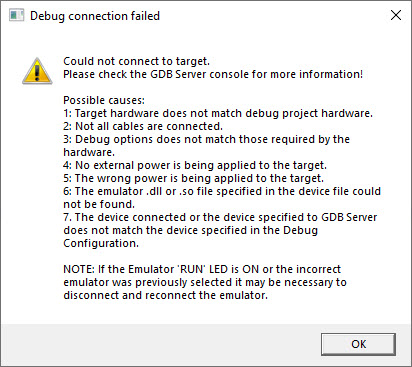 Debug connection failed
Could not connect to target.
Please check the GDB Server console for more information!
Possible causes:
1: Target hardware does not match debug project hardware.
2: Not all cables are connected.
3: Debug options does not match those required by the
hardware.
4: No external power is being applied to the target.
5: The wrong power is being applied to the target.
6: The emulator .dll or .so file specified in the device file could
not be found.
7. The device connected or the device specified to GDB Server
does not match the device specified in the Debug
Configuration.
NOTE: If the Emulator 'RUN' LED is ON or the incorrect
emulator was previously selected it may be necessary to
disconnect and reconnect the emulator.
OK